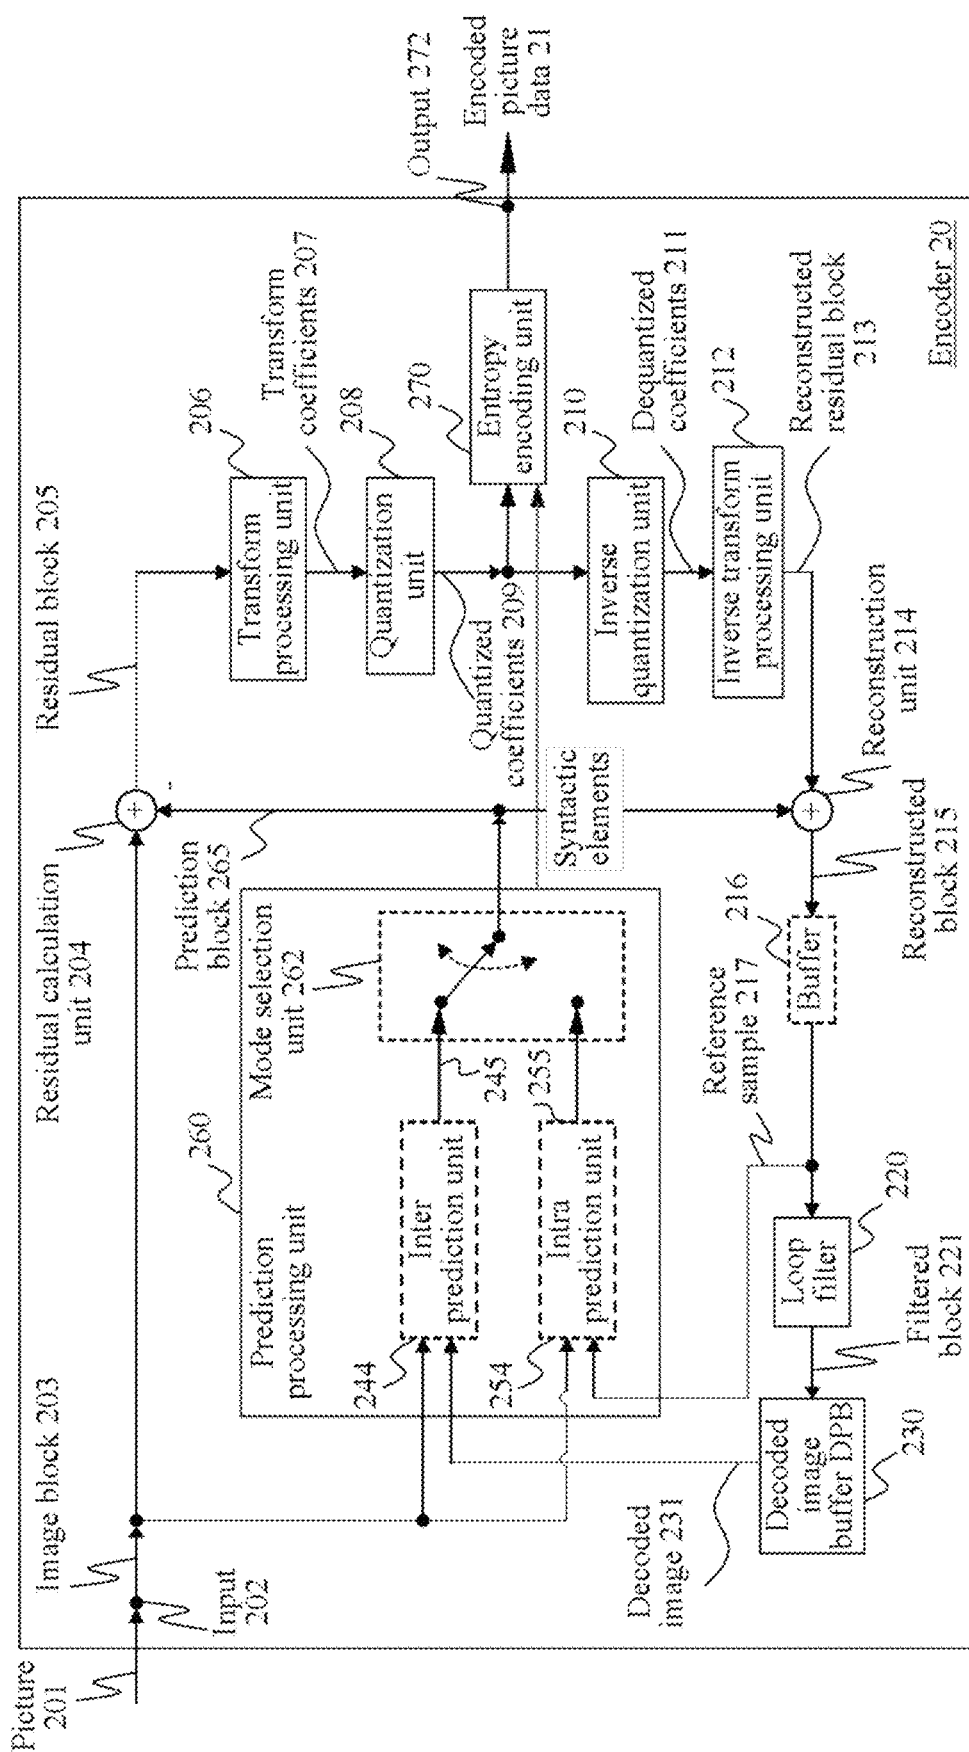 Picture
201
Input
202
Image block 203
Residual calculation
unit 204
Residual block 205
Prediction
block 265
206
Transform
processing unit
Transform
coefficients 207
208
Quantization
unit
Quantized
coefficients 209
270
Entropy
encoding unit
Output 272
Encoded
picture
data 21
260
Prediction
processing unit
Mode selection
unit 262
244
Inter
prediction unit
245
254
Intra
prediction unit
255
Syntactic
elements
210
Inverse
quantization unit
Dequantized
coefficients 211
212
Inverse transform
processing unit
Reconstructed
residual block
213
Reconstruction
unit 214
Reconstructed
block 215
216
Buffer
Reference
sample 217
220
Loop
filter
Filtered
block 221
Decoded
image
buffer DPB
230
Decoded
image 231
Encoder 20
+
-
+